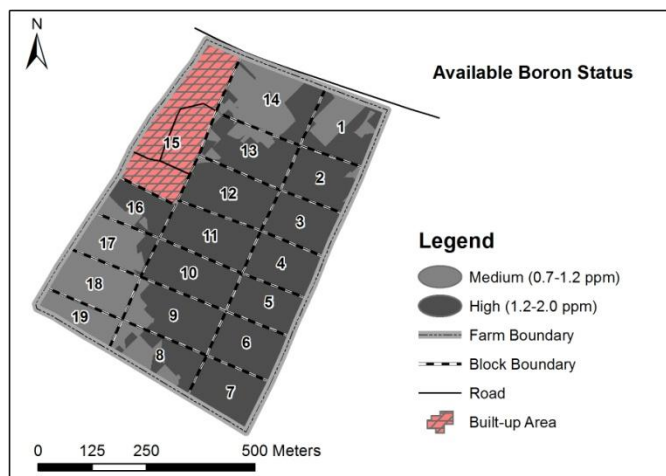 N
Available Boron Status
14
1
15
13
2
12
16
3
11
17
4
10
18
5
9
19
6
8
7
Legend
Medium (0.7-1.2 ppm)
High (1.2-2.0 ppm)
Farm Boundary
Block Boundary
Road
Built-up Area
0 125 250 500 Meters